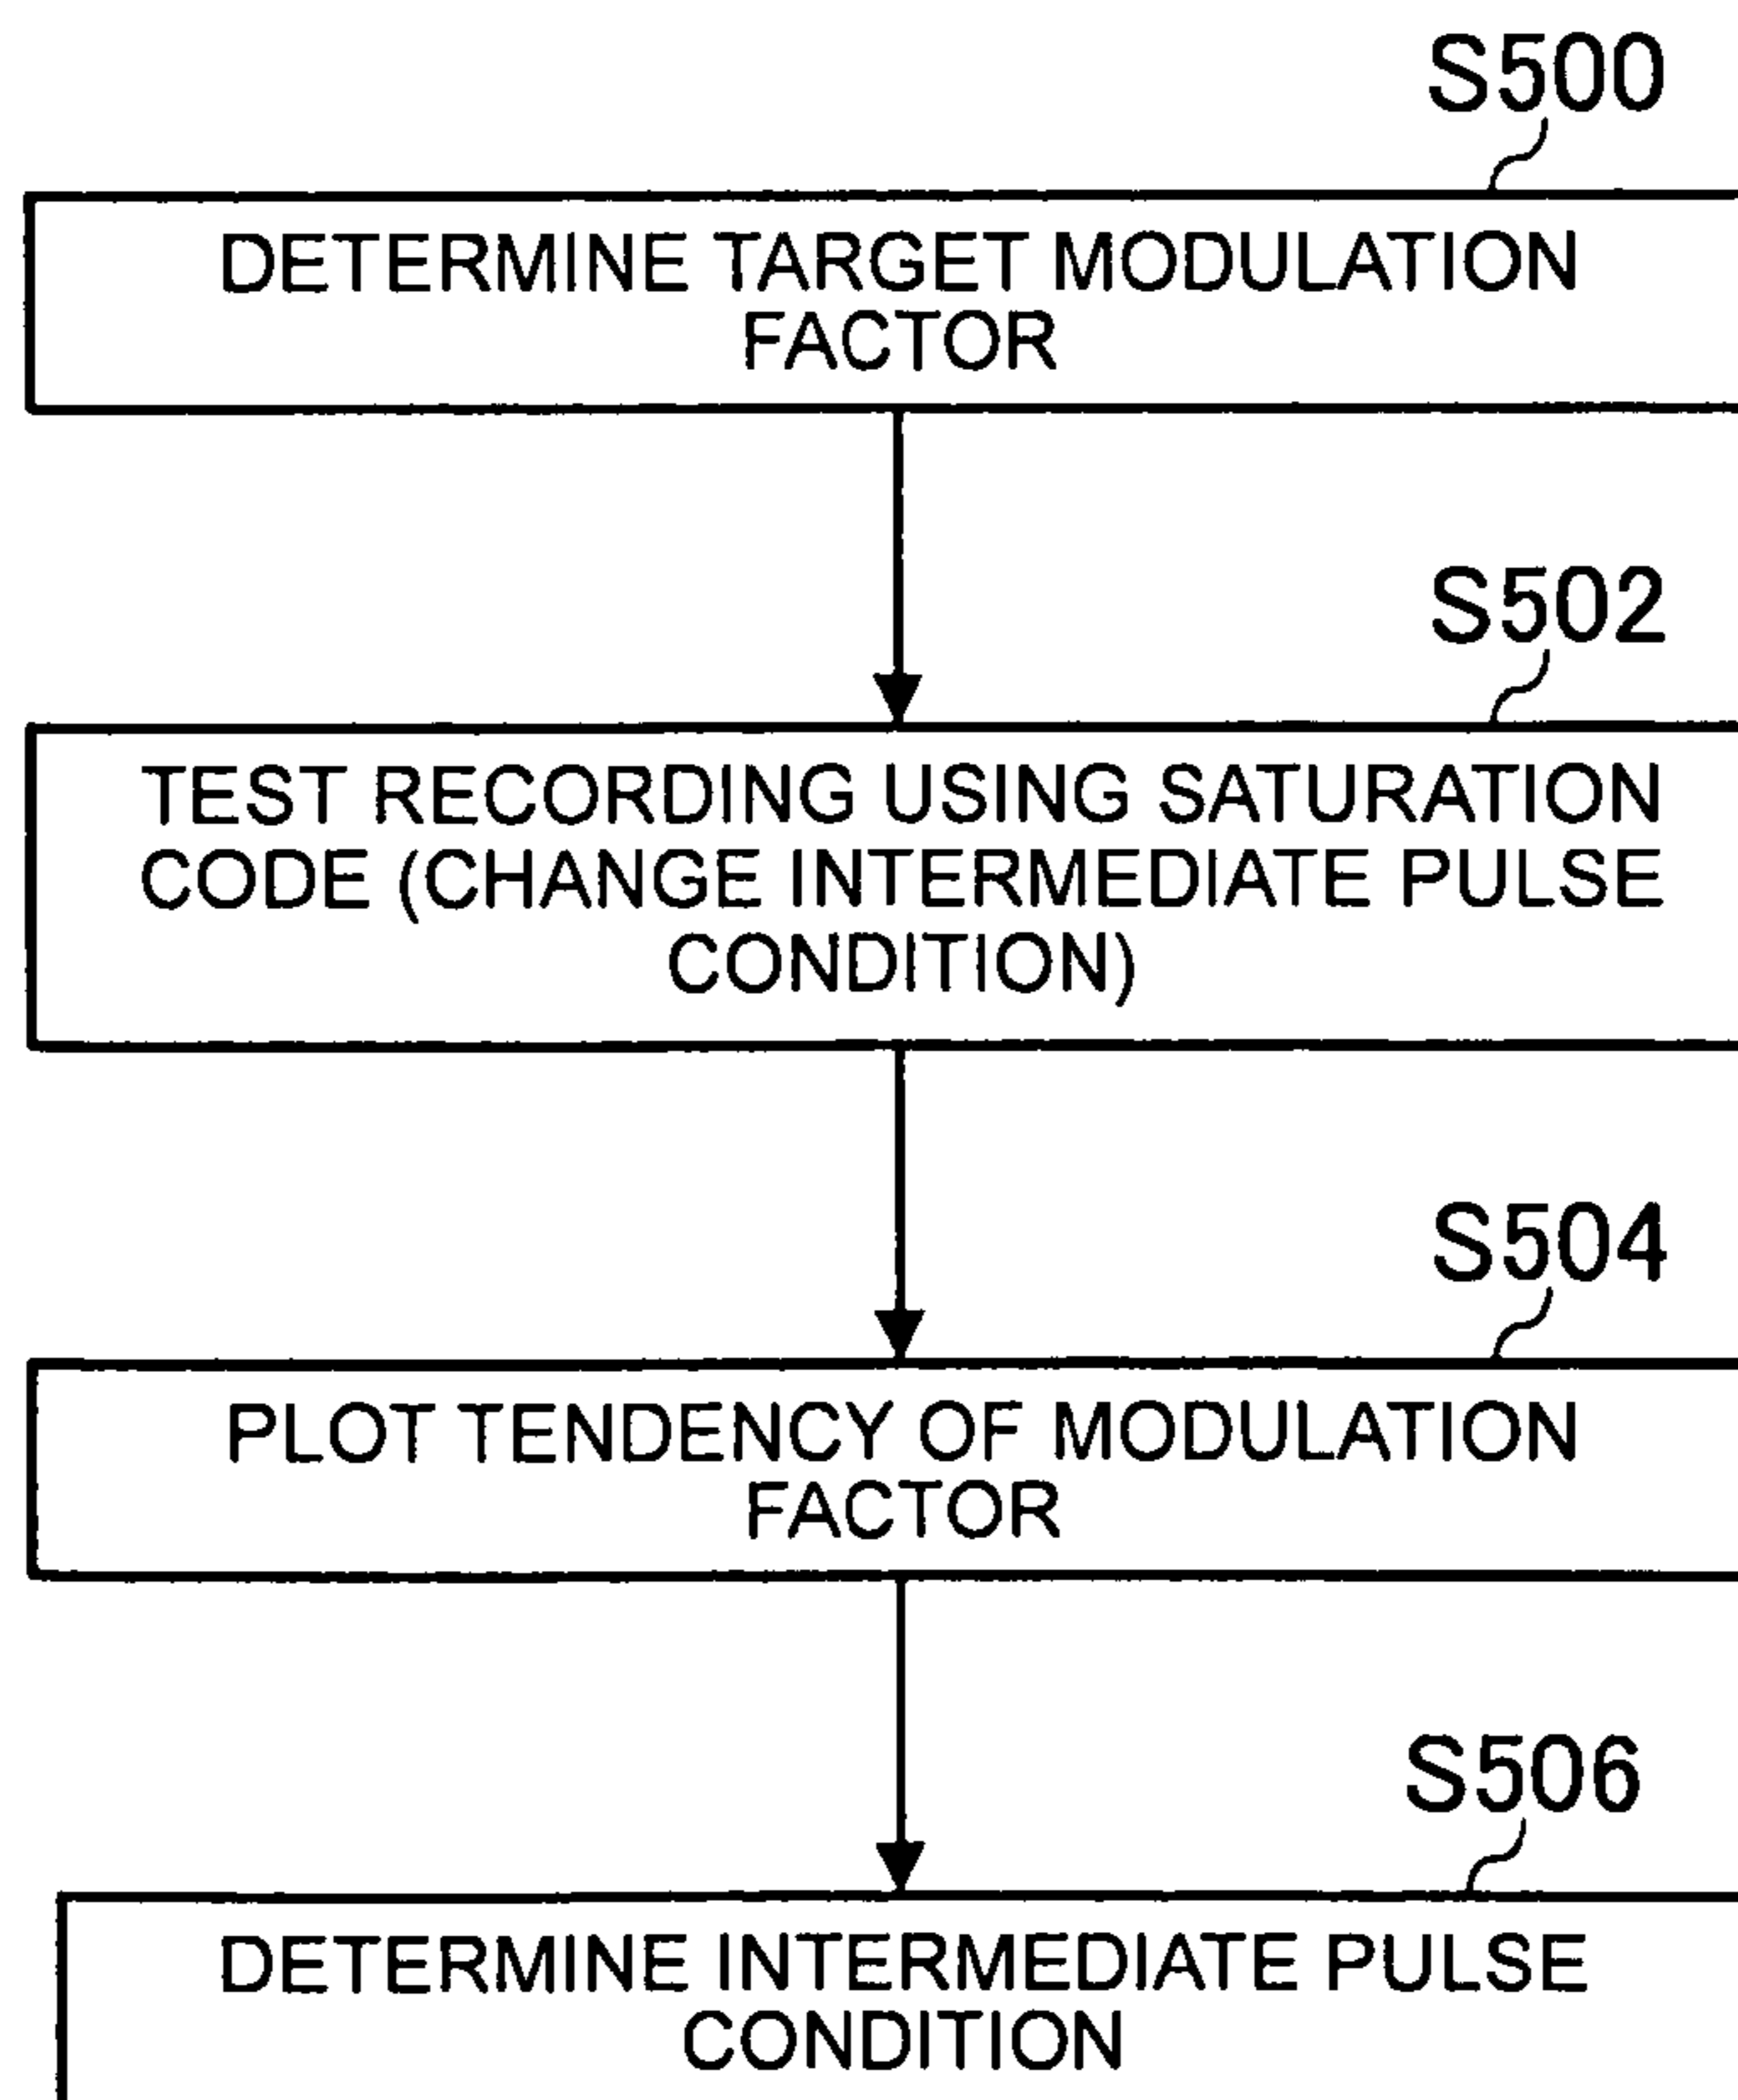 S500
DETERMINE TARGET MODULATION
FACTOR
S502
TEST RECORDING USING SATURATION
CODE (CHANGE INTERMEDIATE PULSE
CONDITION)
S504
PLOT TENDENCY OF MODULATION
FACTOR
S506
DETERMINE INTERMEDIATE PULSE
CONDITION